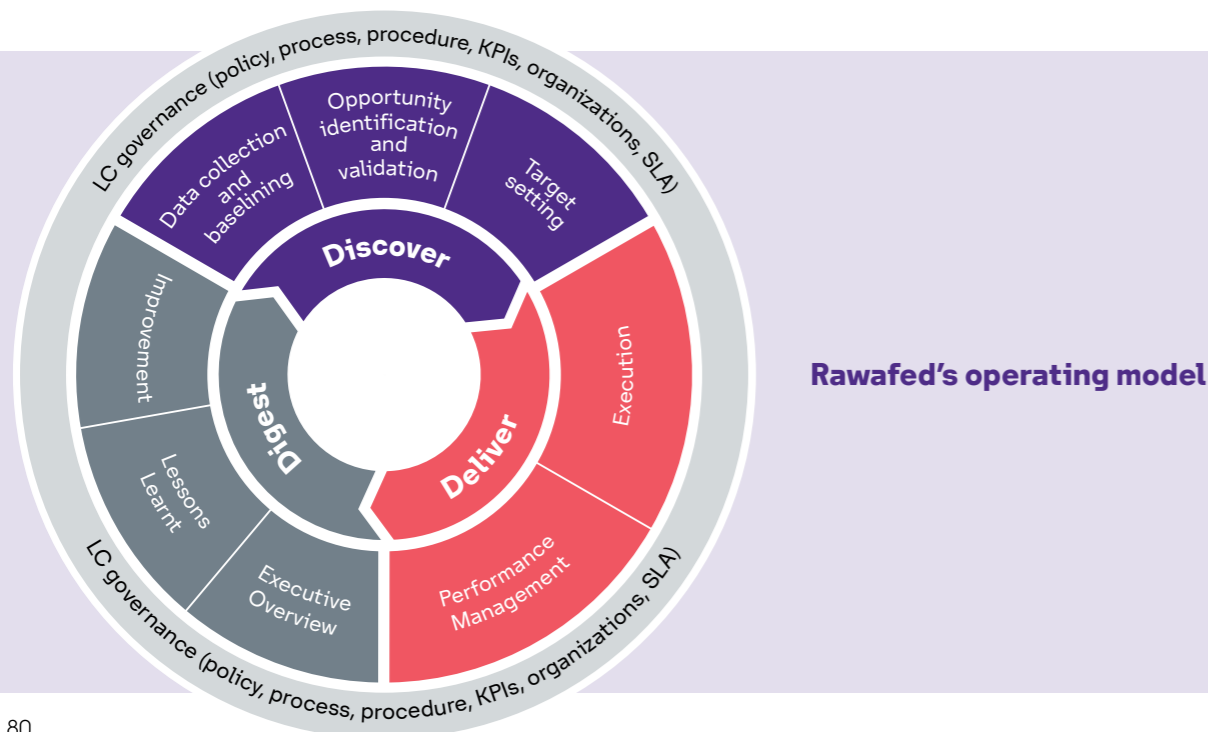 LC governance (policy, process, procedure, KPIs, organizations, SLA)
Data collection
and
baselining
Opportunity
identification
and
validation
Target
setting
Discover
Improvement
Execution
Rawafed’s operating model
Digest
Deliver
Lessons
Learnt
Executive
Overview
Performance
Management
LC governance (policy, process, procedure, KPIs, organizations, SLA)
80